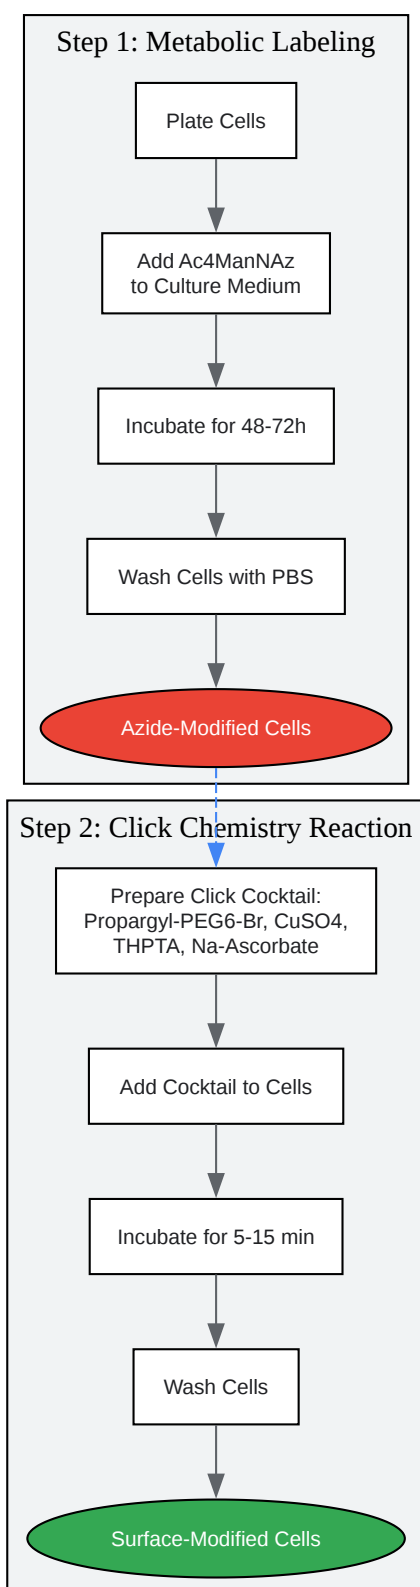 Step 1: Metabolic Labeling
Plate Cells
Add Ac4ManNAz
to Culture Medium
Incubate for 48-72h
Wash Cells with PBS
Azide-Modified Cells
Step 2: Click Chemistry Reaction
Prepare Click Cocktail:
Propargyl-PEG6-Br, CuSO4,
THPTA, Na-Ascorbate
Add Cocktail to Cells
Incubate for 5-15 min
Wash Cells
Surface-Modified Cells